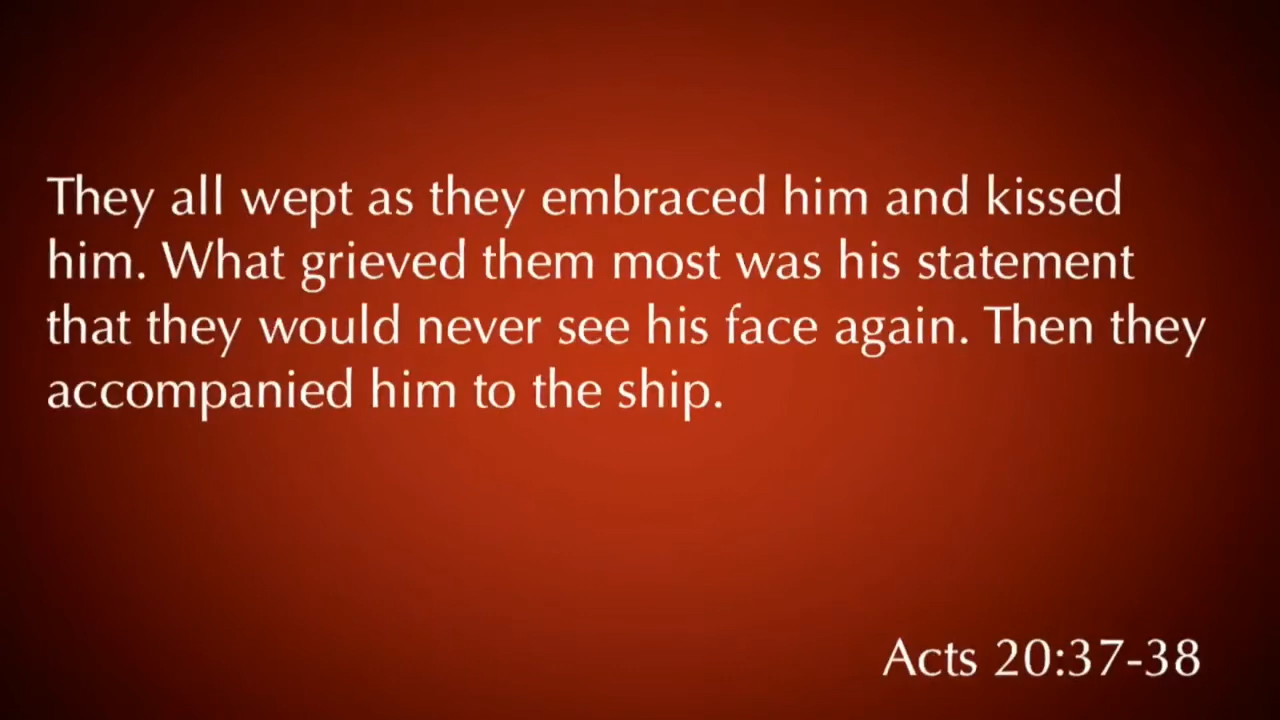 They all wept as they embraced him and kissed
him. What grieved them most was his statement
that they would never see his face again. Then they
accompanied him to the ship.
Acts 20:37-38